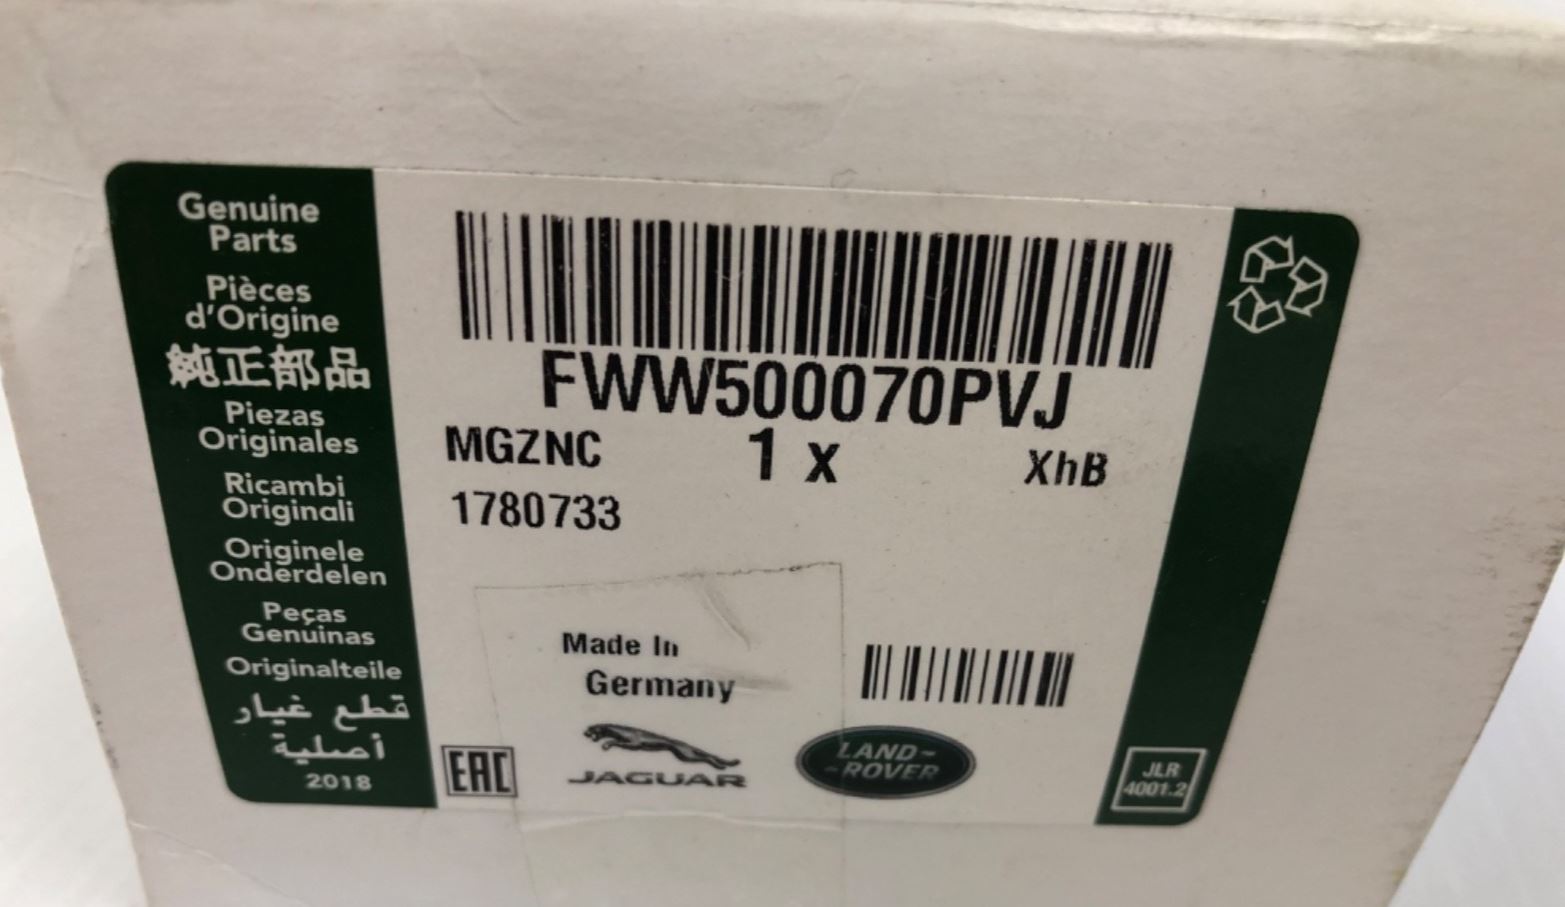 Genuine
Parts
Pièces
d'Origine
純正部品
Piezas
Originales
Ricambi
Originali
Originele
Onderdelen
Peças
Genuinas
Originalteile
قطع غيار
أصلية
2018
FWW500070PVJ
MGZNC 1 x XhB
1780733
Made In
Germany
EAC
JAGUAR
LAND-
-ROVER
JLR
4001.2